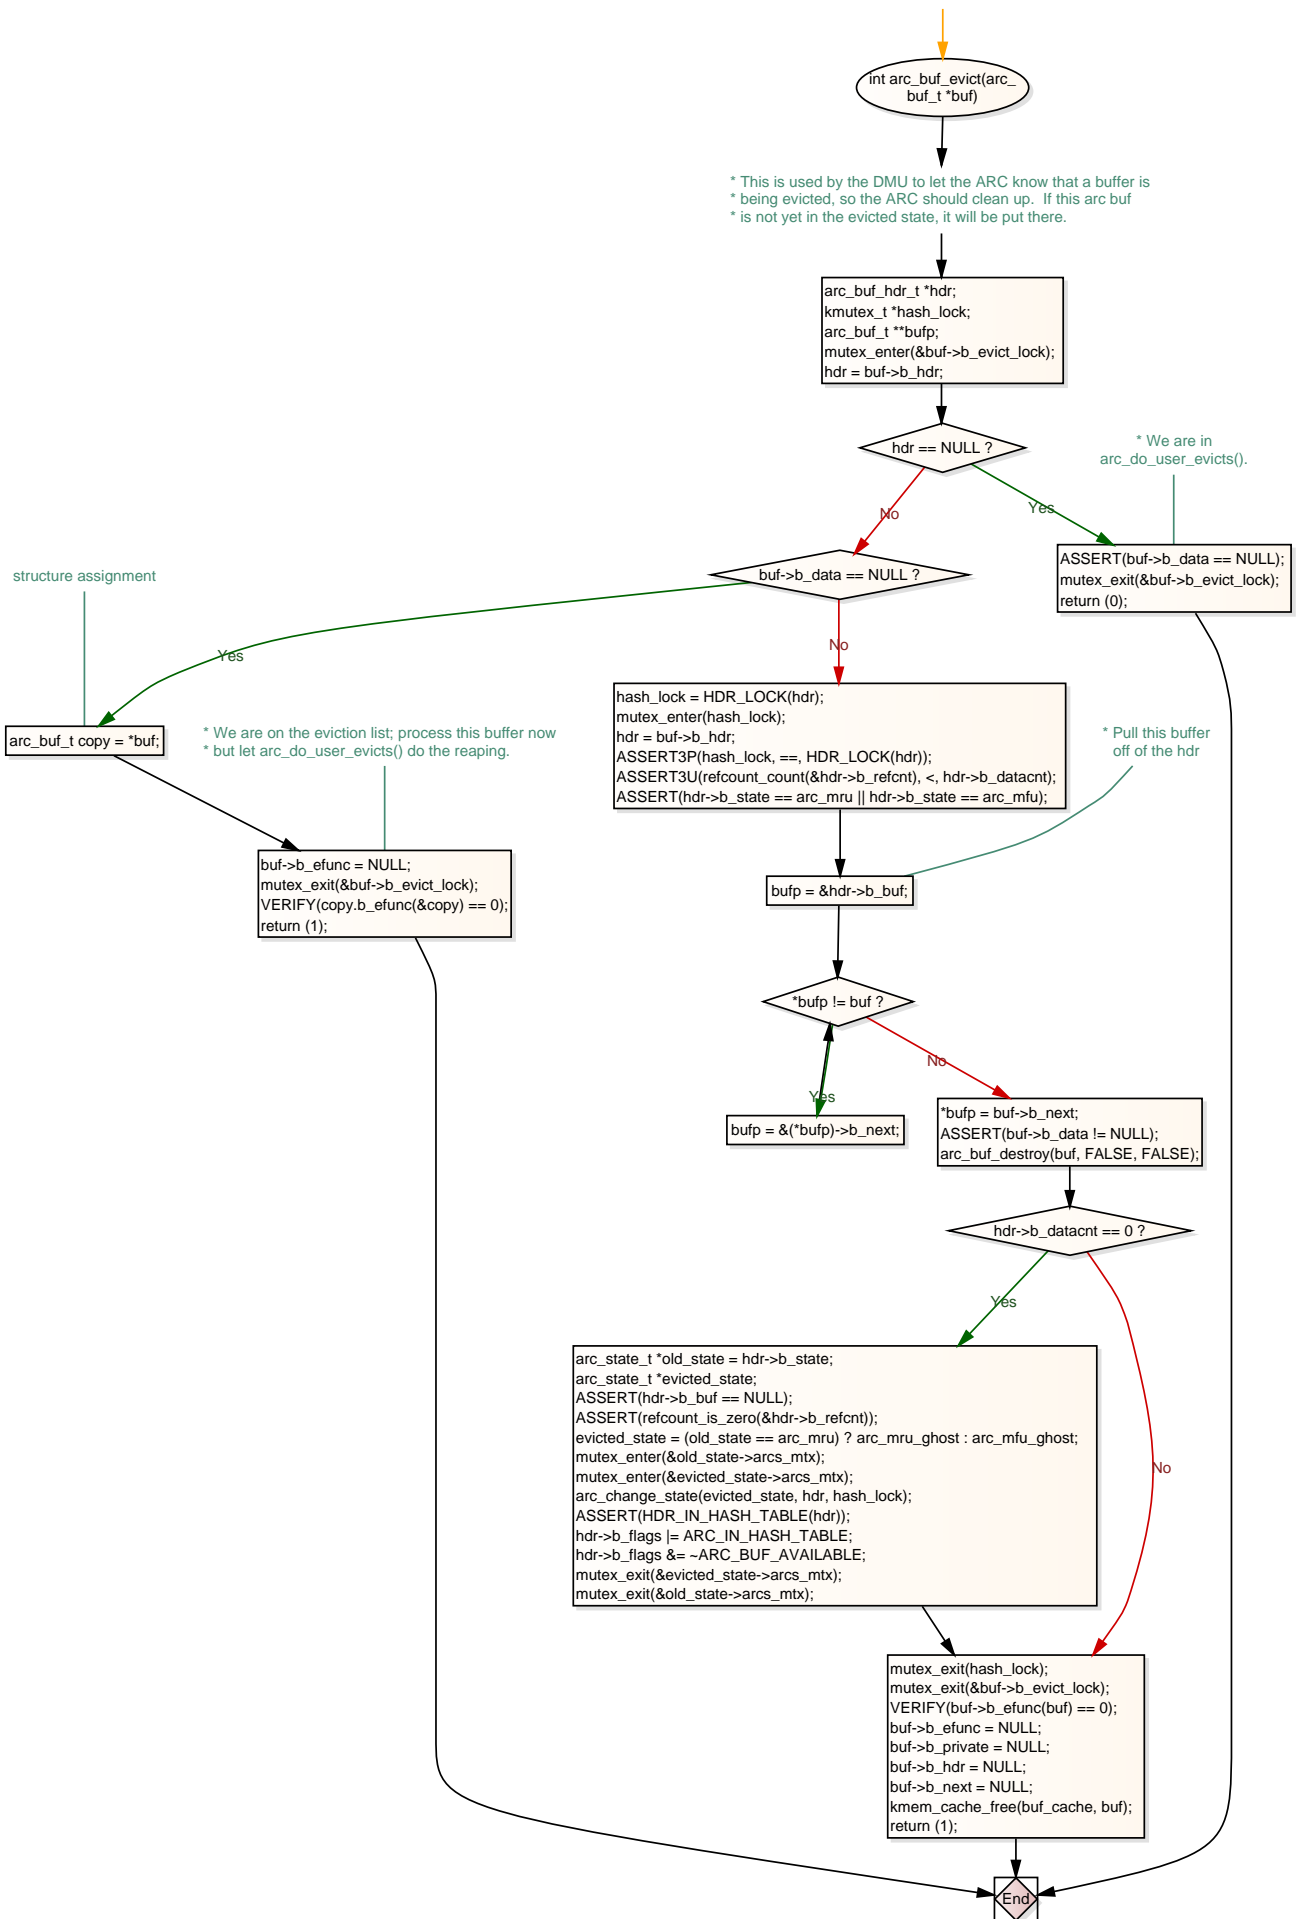 int arc_buf_evict(arc_
buf_t *buf)
* This is used by the DMU to let the ARC know that a buffer is
* being evicted, so the ARC should clean up.  If this arc buf
* is not yet in the evicted state, it will be put there.
arc_buf_hdr_t *hdr;
kmutex_t *hash_lock;
arc_buf_t **bufp;
mutex_enter(&buf->b_evict_lock);
hdr = buf->b_hdr;
hdr == NULL ?
* We are in
arc_do_user_evicts().
No
Yes
buf->b_data == NULL ?
ASSERT(buf->b_data == NULL);
mutex_exit(&buf->b_evict_lock);
return (0);
structure assignment
Yes
No
arc_buf_t copy = *buf;
* We are on the eviction list; process this buffer now
* but let arc_do_user_evicts() do the reaping.
hash_lock = HDR_LOCK(hdr);
mutex_enter(hash_lock);
hdr = buf->b_hdr;
ASSERT3P(hash_lock, ==, HDR_LOCK(hdr));
ASSERT3U(refcount_count(&hdr->b_refcnt), <, hdr->b_datacnt);
ASSERT(hdr->b_state == arc_mru || hdr->b_state == arc_mfu);
* Pull this buffer
off of the hdr
buf->b_efunc = NULL;
mutex_exit(&buf->b_evict_lock);
VERIFY(copy.b_efunc(&copy) == 0);
return (1);
bufp = &hdr->b_buf;
*bufp != buf ?
No
Yes
bufp = &(*bufp)->b_next;
*bufp = buf->b_next;
ASSERT(buf->b_data != NULL);
arc_buf_destroy(buf, FALSE, FALSE);
hdr->b_datacnt == 0 ?
Yes
arc_state_t *old_state = hdr->b_state;
arc_state_t *evicted_state;
ASSERT(hdr->b_buf == NULL);
ASSERT(refcount_is_zero(&hdr->b_refcnt));
evicted_state = (old_state == arc_mru) ? arc_mru_ghost : arc_mfu_ghost;
mutex_enter(&old_state->arcs_mtx);
mutex_enter(&evicted_state->arcs_mtx);
arc_change_state(evicted_state, hdr, hash_lock);
ASSERT(HDR_IN_HASH_TABLE(hdr));
hdr->b_flags |= ARC_IN_HASH_TABLE;
hdr->b_flags &= ~ARC_BUF_AVAILABLE;
mutex_exit(&evicted_state->arcs_mtx);
mutex_exit(&old_state->arcs_mtx);
No
mutex_exit(hash_lock);
mutex_exit(&buf->b_evict_lock);
VERIFY(buf->b_efunc(buf) == 0);
buf->b_efunc = NULL;
buf->b_private = NULL;
buf->b_hdr = NULL;
buf->b_next = NULL;
kmem_cache_free(buf_cache, buf);
return (1);
End